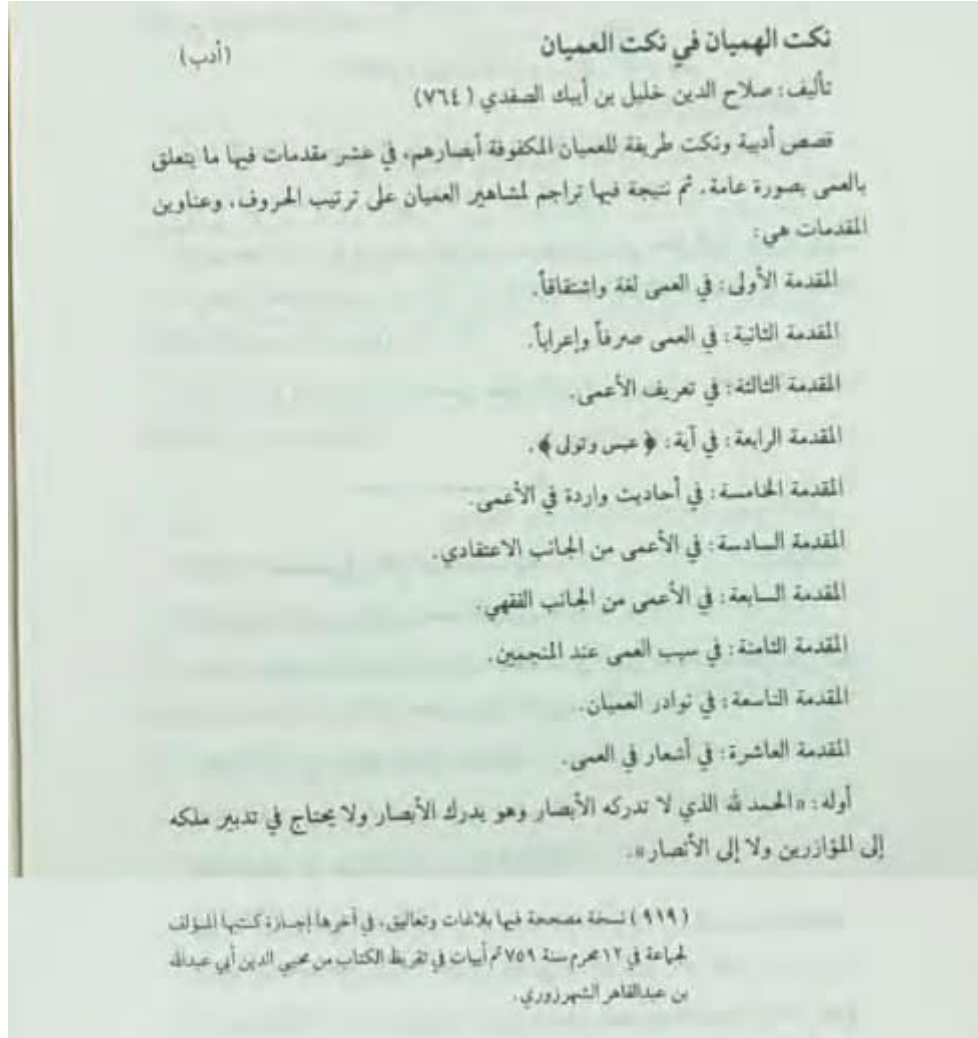 نكت الهميان في نكت العميان (أدب)
تأليف: صلاح الدين خليل بن أيبك الصفدي (٧٦٤)
قصص أدبية ونكت طريفة للعميان المكفوفة أبصارهم، في عشر مقدمات فيها ما يتعلق
بالعمى بصورة عامة، ثم نتيجة فيها تراجم لمشاهير العميان على ترتيب الحروف، وعناوين
المقدمات هي:
المقدمة الأولى: في العمى لغة واشتقاقاً.
المقدمة الثانية: في العمى صرفاً وإعراباً.
المقدمة الثالثة: في تعريف الأعمى.
المقدمة الرابعة: في آية: ﴿عبس وتولى﴾.
المقدمة الخامسة: في أحاديث واردة في الأعمى.
المقدمة السادسة: في الأعمى من الجانب الاعتقادي.
المقدمة السابعة: في الأعمى من الجانب الفقهي.
المقدمة الثامنة: في سبب العمى عند المنجمين.
المقدمة التاسعة: في نوادر العميان.
المقدمة العاشرة: في أشعار في العمى.
أوله: «الحمد لله الذي لا تدركه الأبصار وهو يدرك الأبصار ولا يحتاج في تدبير ملكه
إلى المؤازرين ولا إلى الأنصار».
(٩١٩) نسخة مصححة فيها بلاغات وتعاليق، في آخرها إجازة كتبها المؤلف
لجماعة في ١٢ محرم سنة ٧٥٩ ثم أبيات في تقريظ الكتاب من محيي الدين أبي عبدالله
بن عبدالقاهر الشهرزوري.